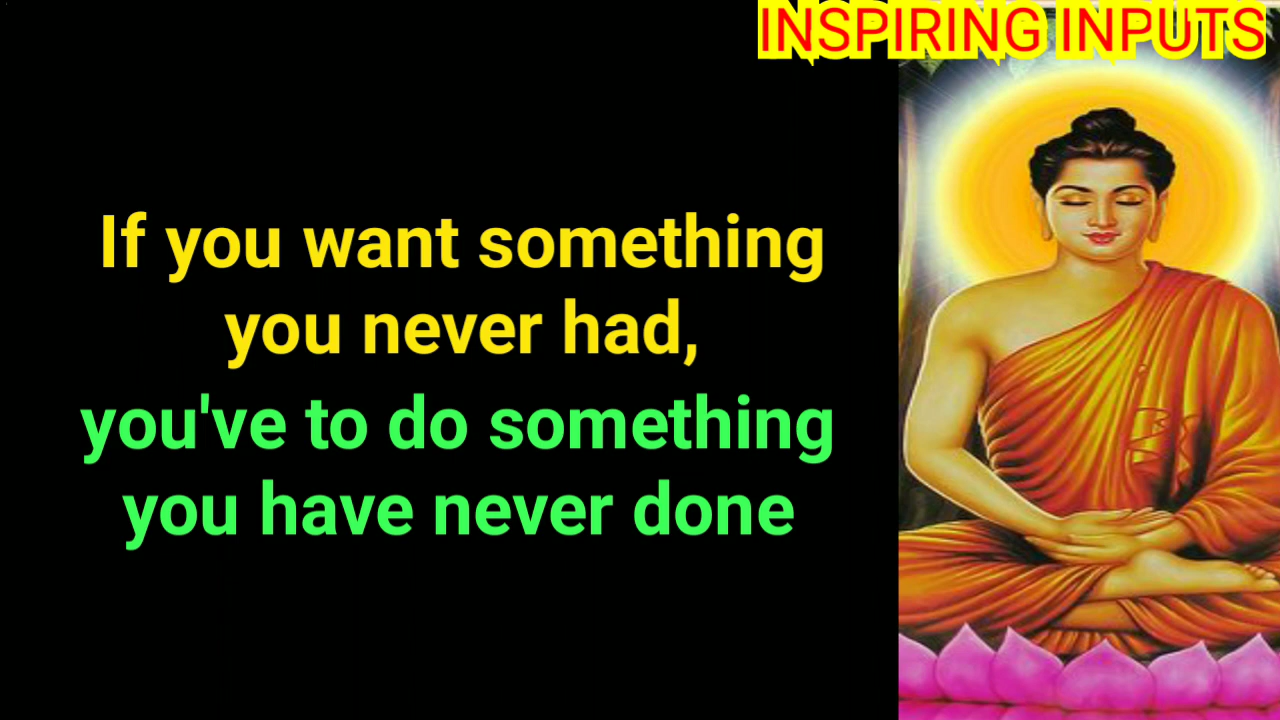 INSPIRING INPUTS
If you want something
you never had,
you've to do something
you have never done